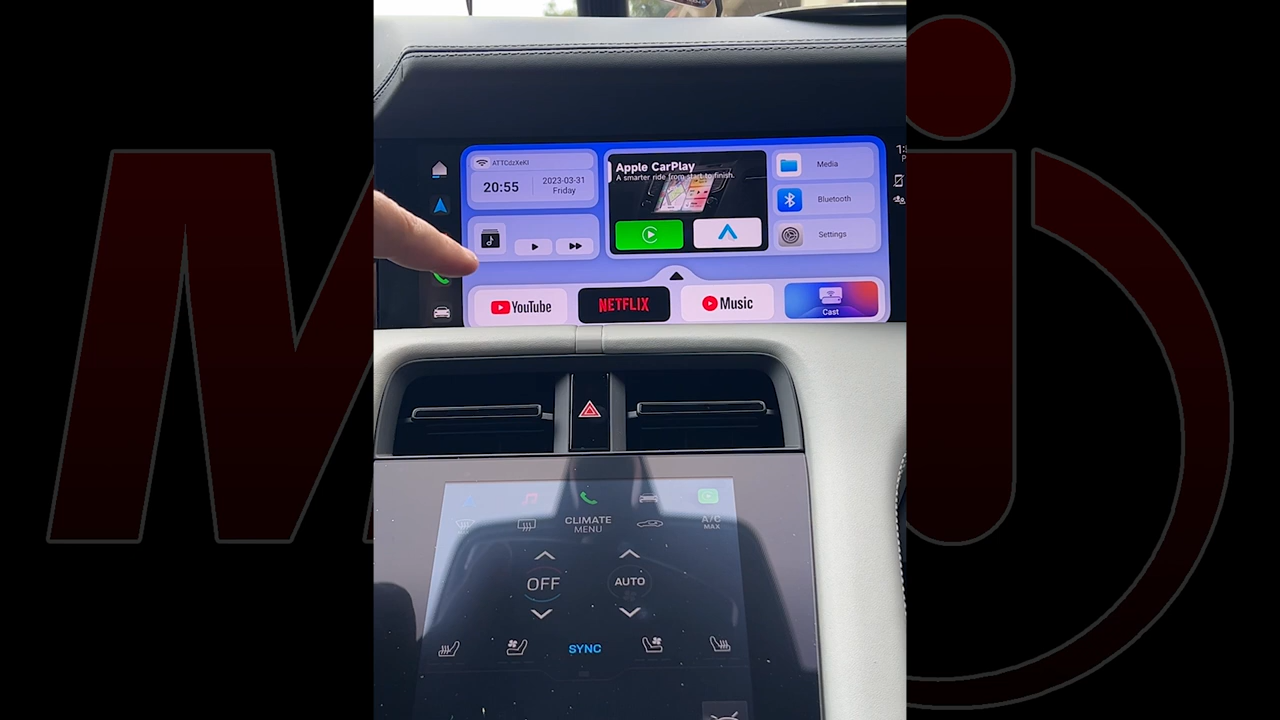 ATTCdzXeKI
20:55
2023-03-31
Friday
Apple CarPlay
A smarter ride from start to finish.
Media
Bluetooth
Settings
YouTube
NETFLIX
Music
Cast
CLIMATE
MENU
A/C
MAX
OFF
AUTO
SYNC